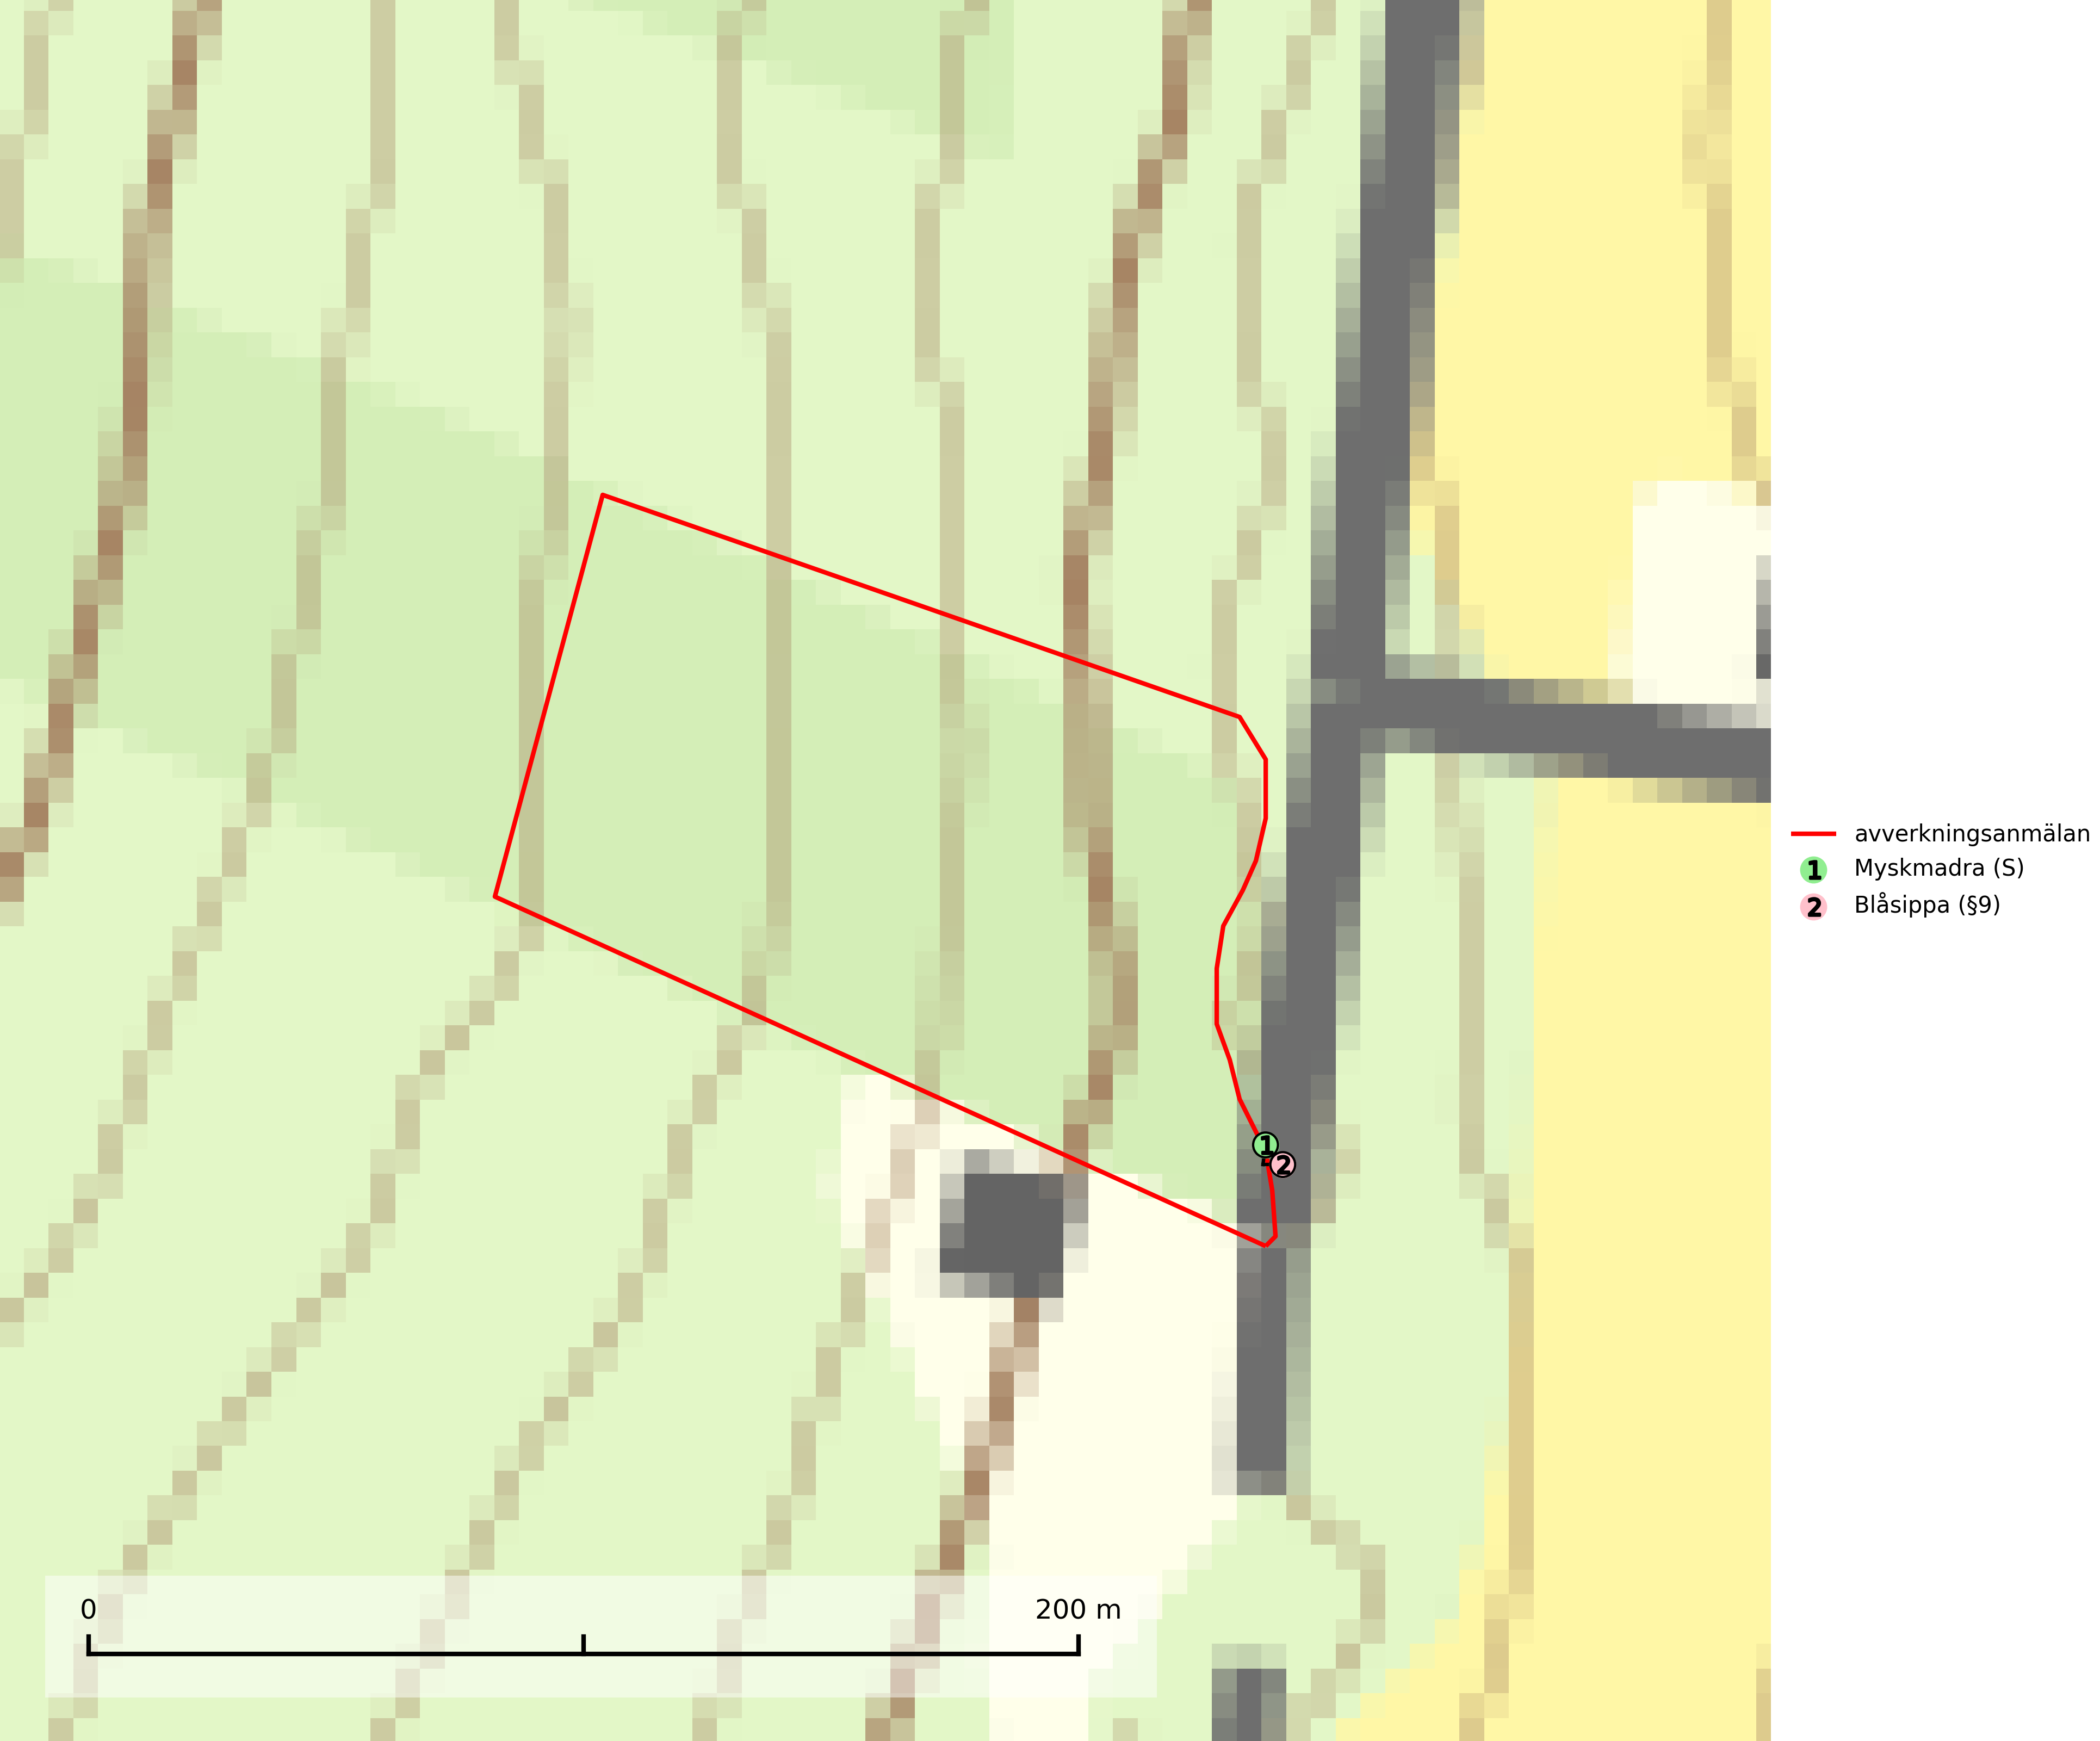 avverkningsanmälan
1 Myskmadra (S)
2 Blåsippa (§9)
1
2
0 200 m